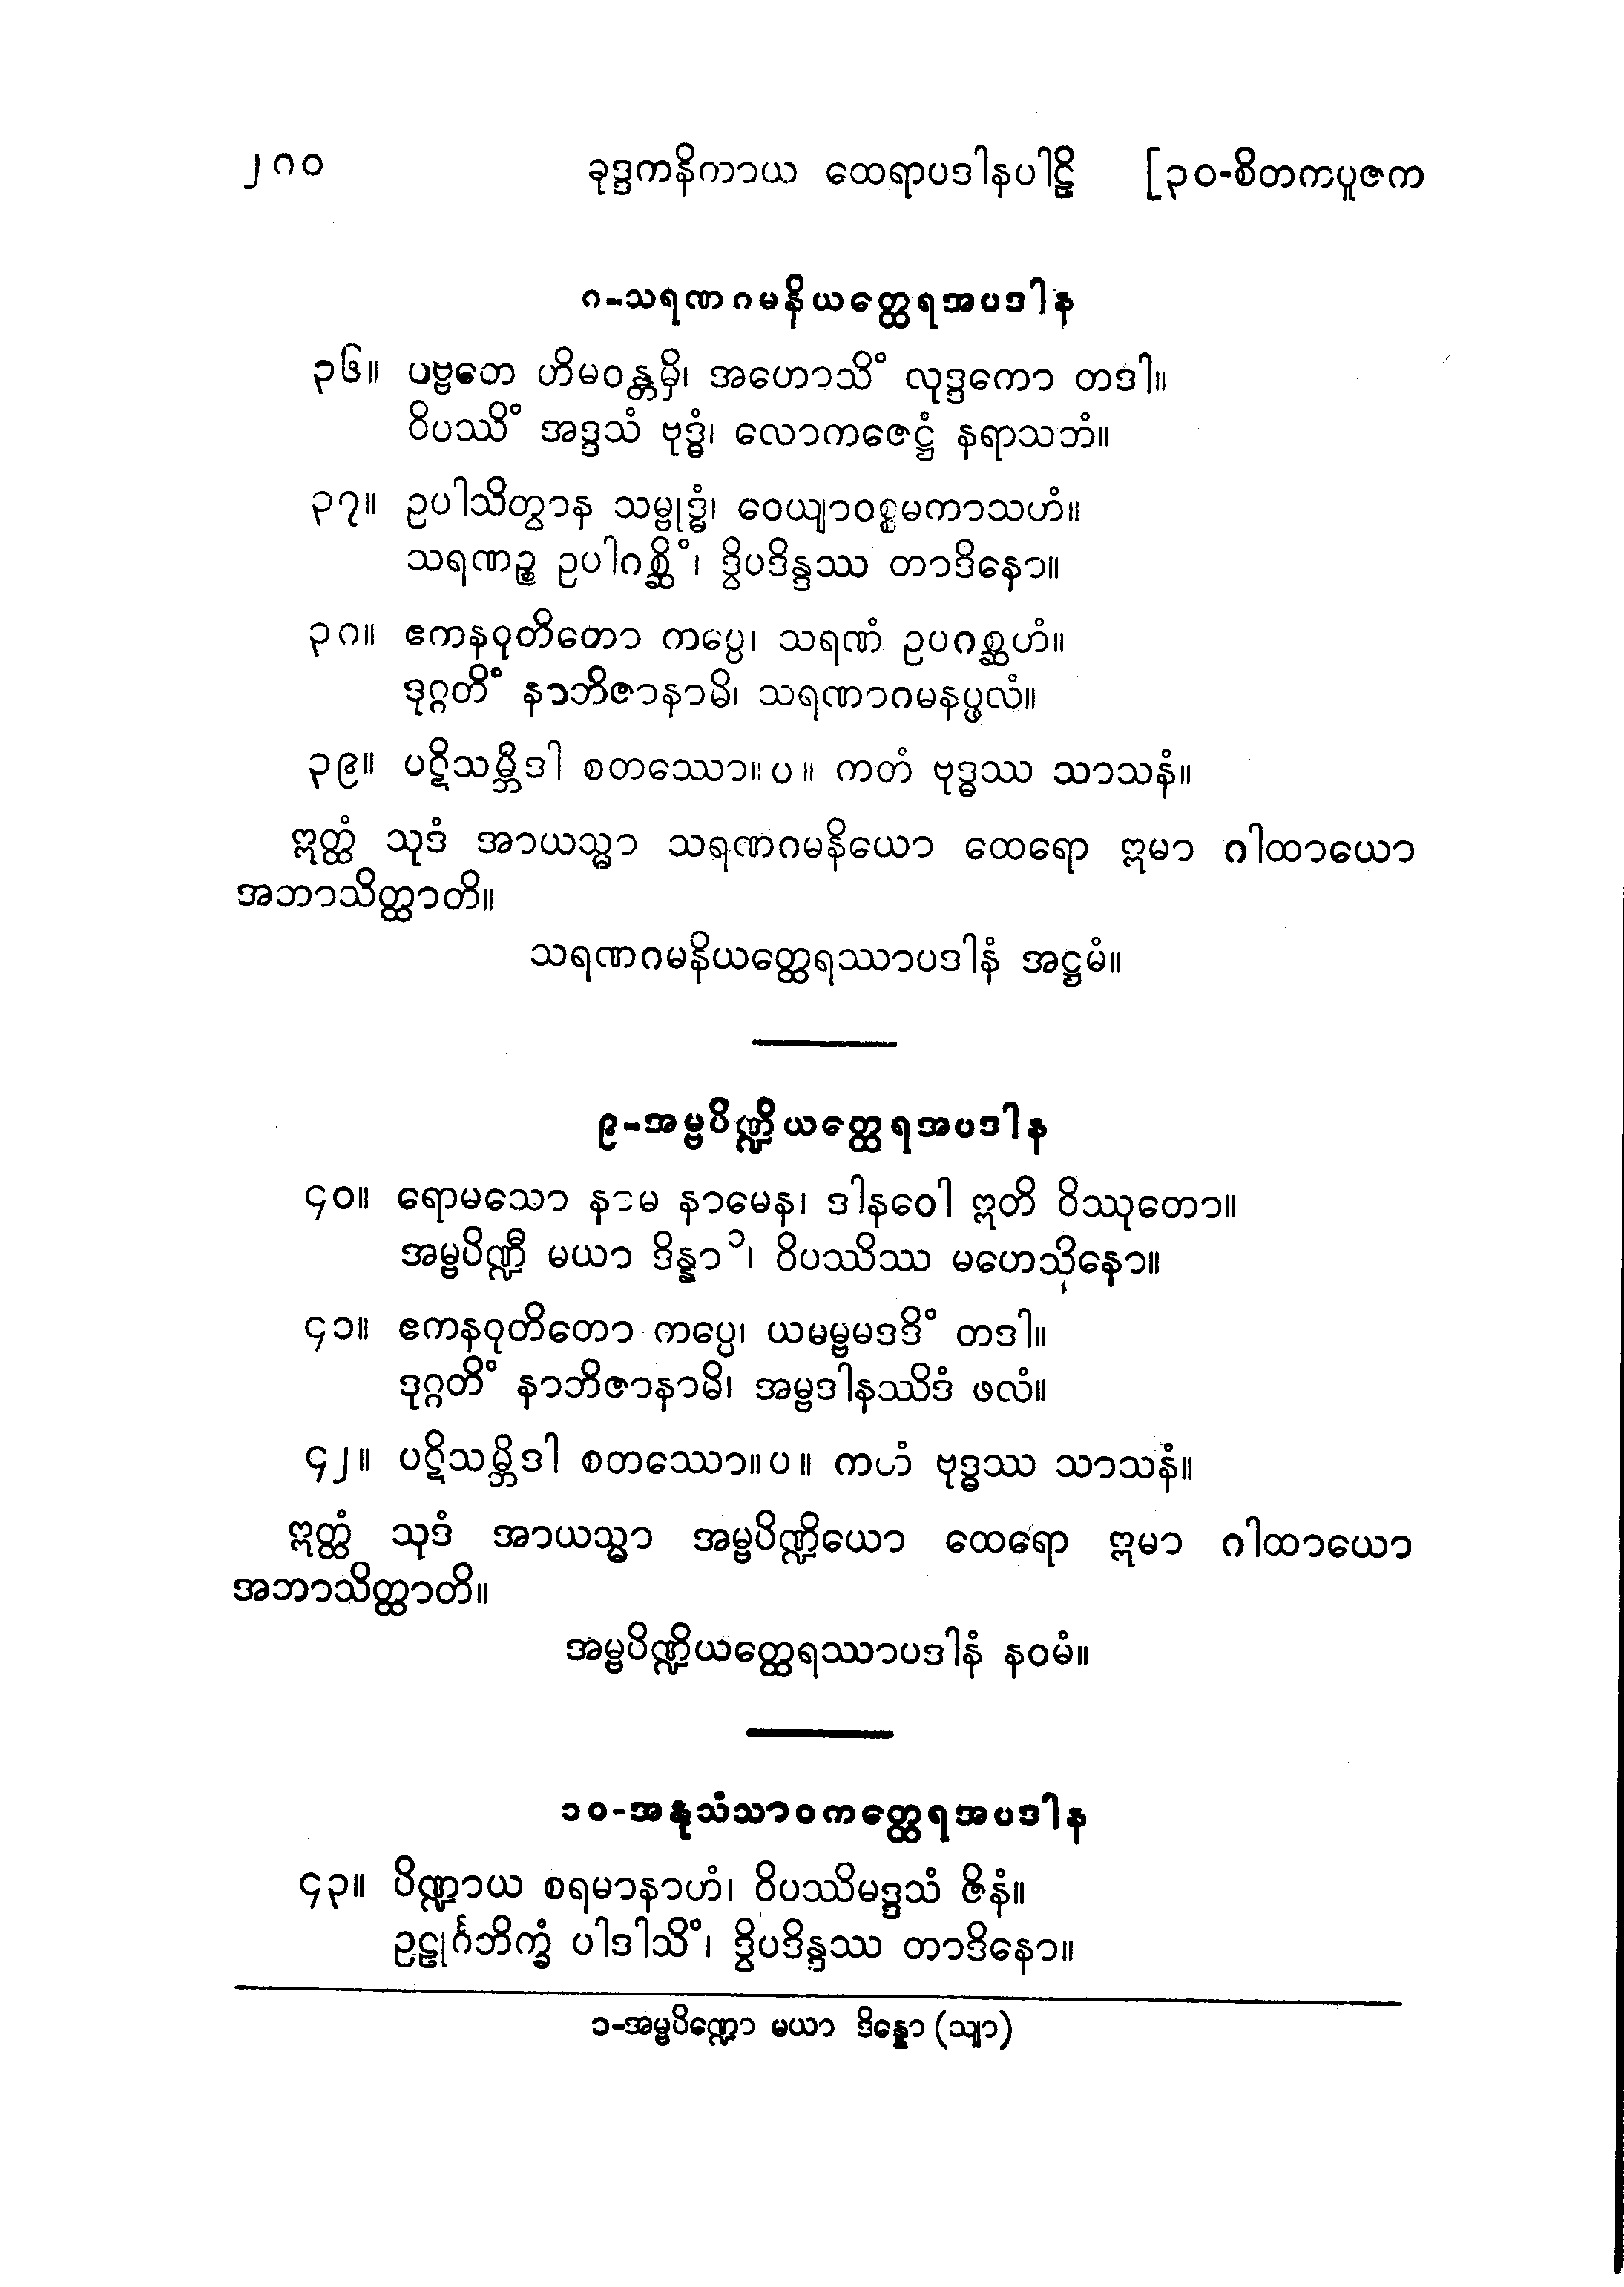 ၂၈၀ ခုဒ္ဒကနိကာယ ထေရာပဒါနပါဠိ [၃၀-စိတကပူဇက
၈-သရဏဂမနိယတ္ထေရအပဒါန
၃၆။ ပဗ္ဗတေ ဟိမဝန္တမှိ၊ အဟောသိံ လုဒ္ဒကော တဒါ။
ဝိပဿိံ အဒ္ဒသံ ဗုဒ္ဓံ၊ လောကဇေဋ္ဌံ နရာသဘံ။
၃၇။ ဥပါသိတွာန သမ္ဗုဒ္ဓံ၊ ဝေယျာဝစ္စမကာသဟံ။
သရဏဉ္စ ဥပါဂစ္ဆိံ၊ ဒွိပဒိန္ဒဿ တာဒိနော။
၃၈။ ဧကနဝုတိတော ကပ္ပေ၊ သရဏံ ဥပဂစ္ဆဟံ။
ဒုဂ္ဂတိံ နာဘိဇာနာမိ၊ သရဏာဂမနပ္ဖလံ။
၃၉။ ပဋိသမ္ဘိဒါ စတဿော။ပ။ ကတံ ဗုဒ္ဓဿ သာသနံ။
ဣတ္ထံ သုဒံ အာယသ္မာ သရဏဂမနိယော ထေရော ဣမာ ဂါထာယော
အဘာသိတ္ထာတိ။
သရဏဂမနိယတ္ထေရဿာပဒါနံ အဋ္ဌမံ။
၉-အမ္ဗပိဏ္ဍိယတ္ထေရအပဒါန
၄၀။ ရောမသော နာမ နာမေန၊ ဒါနဝေါ ဣတိ ဝိဿုတော။
အမ္ဗပိဏ္ဍီ မယာ ဒိန္နာ ၁၊ ဝိပဿိဿ မဟေသိနော။
၄၁။ ဧကနဝုတိတော ကပ္ပေ၊ ယမမ္ဗမဒဒိံ တဒါ။
ဒုဂ္ဂတိံ နာဘိဇာနာမိ၊ အမ္ဗဒါနဿိဒံ ဖလံ။
၄၂။ ပဋိသမ္ဘိဒါ စတဿော။ပ။ ကတံ ဗုဒ္ဓဿ သာသနံ။
ဣတ္ထံ သုဒံ အာယသ္မာ အမ္ဗပိဏ္ဍိယော ထေရော ဣမာ ဂါထာယော
အဘာသိတ္ထာတိ။
အမ္ဗပိဏ္ဍိယတ္ထေရဿာပဒါနံ နဝမံ။
၁၀-အနုသံသာဝကတ္ထေရအပဒါန
၄၃။ ပိဏ္ဍာယ စရမာနာဟံ၊ ဝိပဿိမဒ္ဒသံ ဇိနံ။
ဥဠုင်္ဂဘိက္ခံ ပါဒါသိံ၊ ဒွိပဒိန္ဒဿ တာဒိနော။
၁-အမ္ဗပိဏ္ဍော မယာ ဒိန္နော (သျာ)